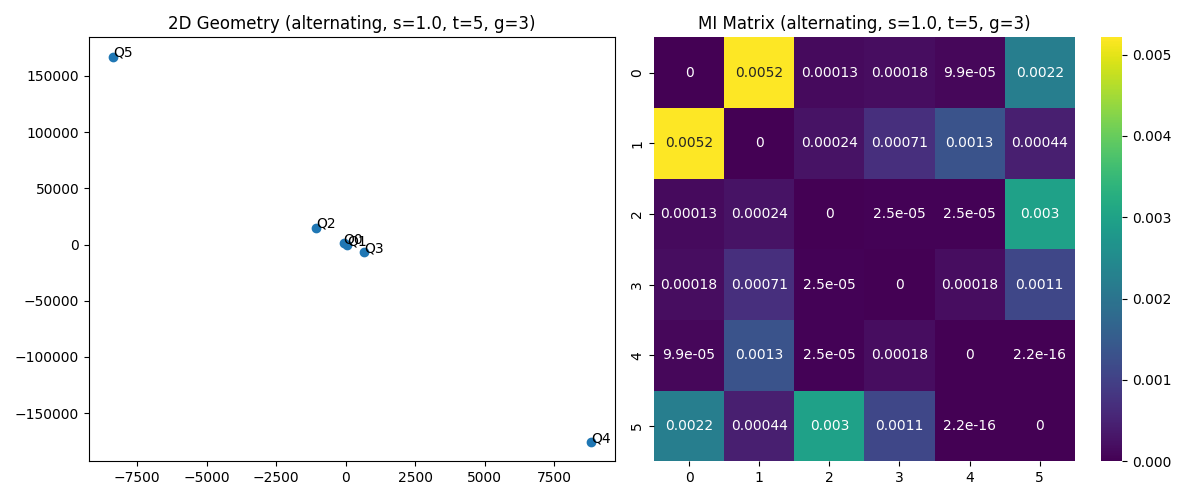 2D Geometry (alternating, s=1.0, t=5, g=3)
150000
100000
50000
0
−50000
−100000
−150000
Q5
Q2
Q0
Q1
Q3
Q4
−7500 −5000 −2500 0 2500 5000 7500
MI Matrix (alternating, s=1.0, t=5, g=3)
0 0 0.0052 0.00013 0.00018 9.9e-05 0.0022
1 0.0052 0 0.00024 0.00071 0.0013 0.00044
2 0.00013 0.00024 0 2.5e-05 2.5e-05 0.003
3 0.00018 0.00071 2.5e-05 0 0.00018 0.0011
4 9.9e-05 0.0013 2.5e-05 0.00018 0 2.2e-16
5 0.0022 0.00044 0.003 0.0011 2.2e-16 0
0 1 2 3 4 5
0.005
0.004
0.003
0.002
0.001
0.000